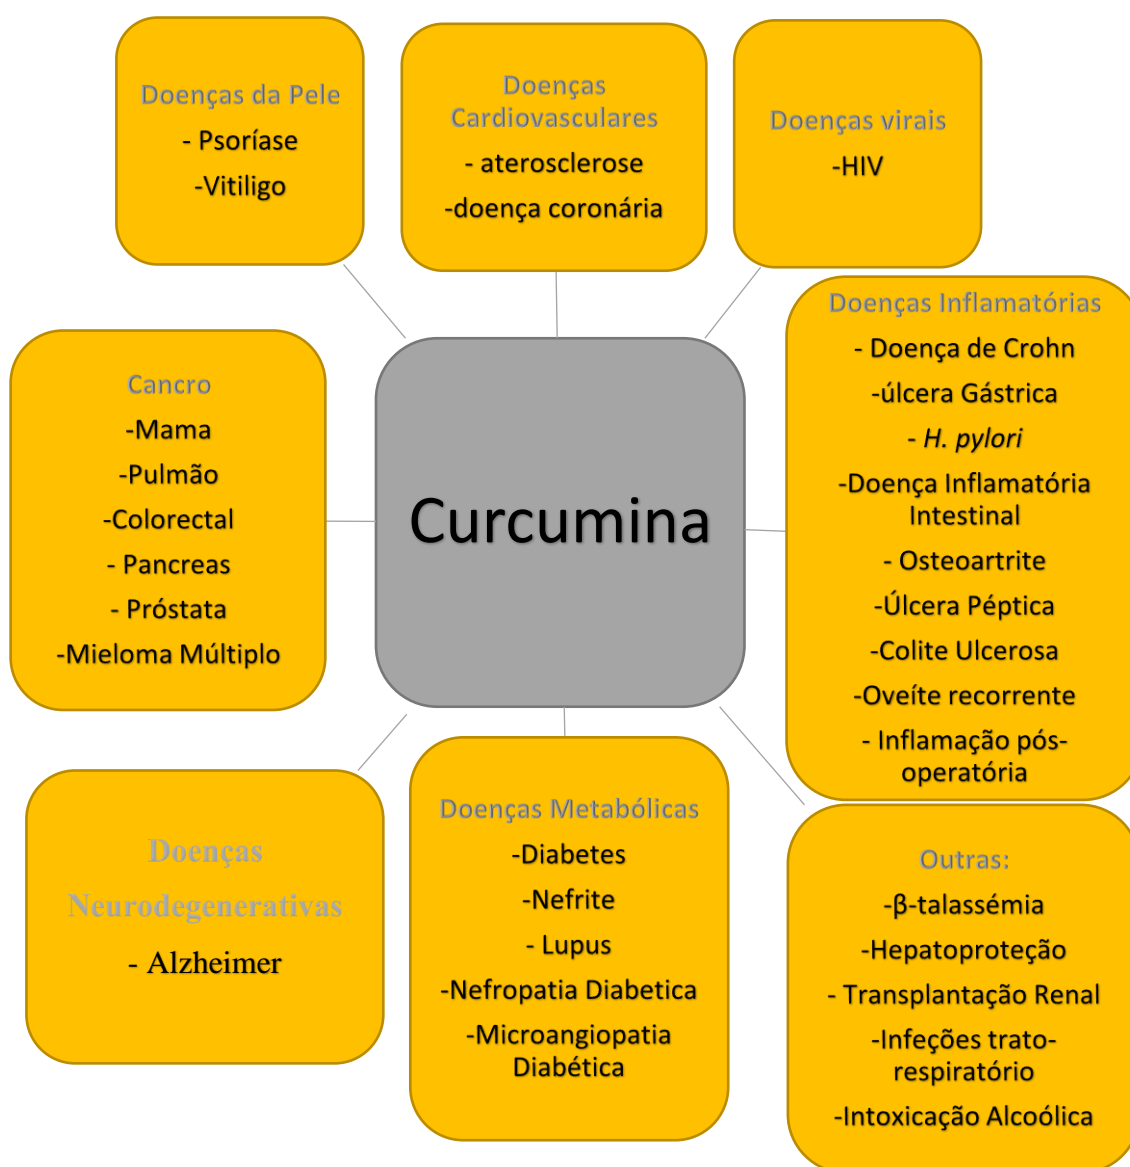 Doenças da Pele
- Psoríase
-Vitiligo
Doenças
Cardiovasculares
- aterosclerose
-doença coronária
Doenças virais
-HIV
Doenças Inflamatórias
- Doença de Crohn
-úlcera Gástrica
- H. pylori
-Doença Inflamatória
Intestinal
- Osteoartrite
-Úlcera Péptica
-Colite Ulcerosa
-Oveíte recorrente
- Inflamação pós-
operatória
Cancro
-Mama
-Pulmão
-Colorectal
- Pancreas
- Próstata
-Mieloma Múltiplo
Curcumina
Doenças
Neurodegenerativas
- Alzheimer
Doenças Metabólicas
-Diabetes
-Nefrite
- Lupus
-Nefropatia Diabetica
-Microangiopatia
Diabética
Outras:
-β-talassémia
-Hepatoproteção
- Transplantação Renal
-Infeções trato-
respiratório
-Intoxicação Alcoólica